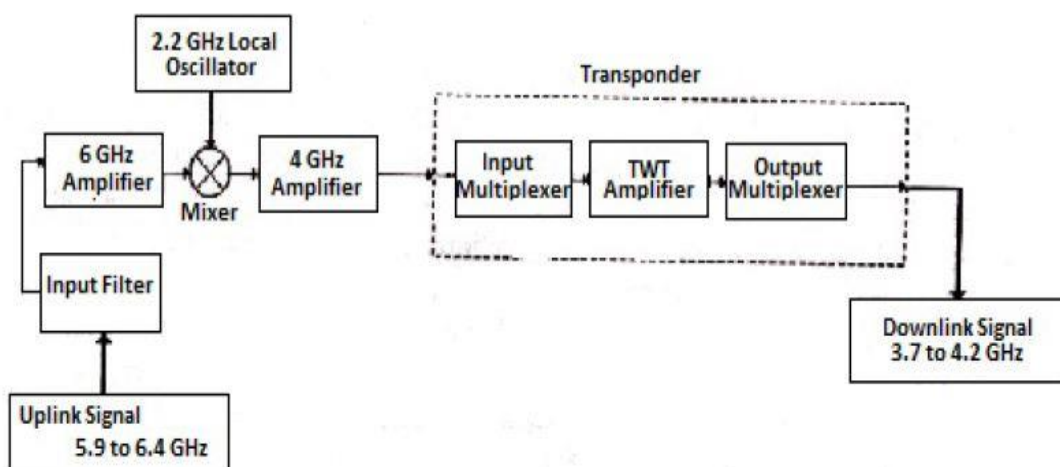 2.2 GHz Local
Oscillator
Transponder
6 GHz
Amplifier
Mixer
4 GHz
Amplifier
Input
Multiplexer
TWT
Amplifier
Output
Multiplexer
Input Filter
Downlink Signal
3.7 to 4.2 GHz
Uplink Signal
5.9 to 6.4 GHz